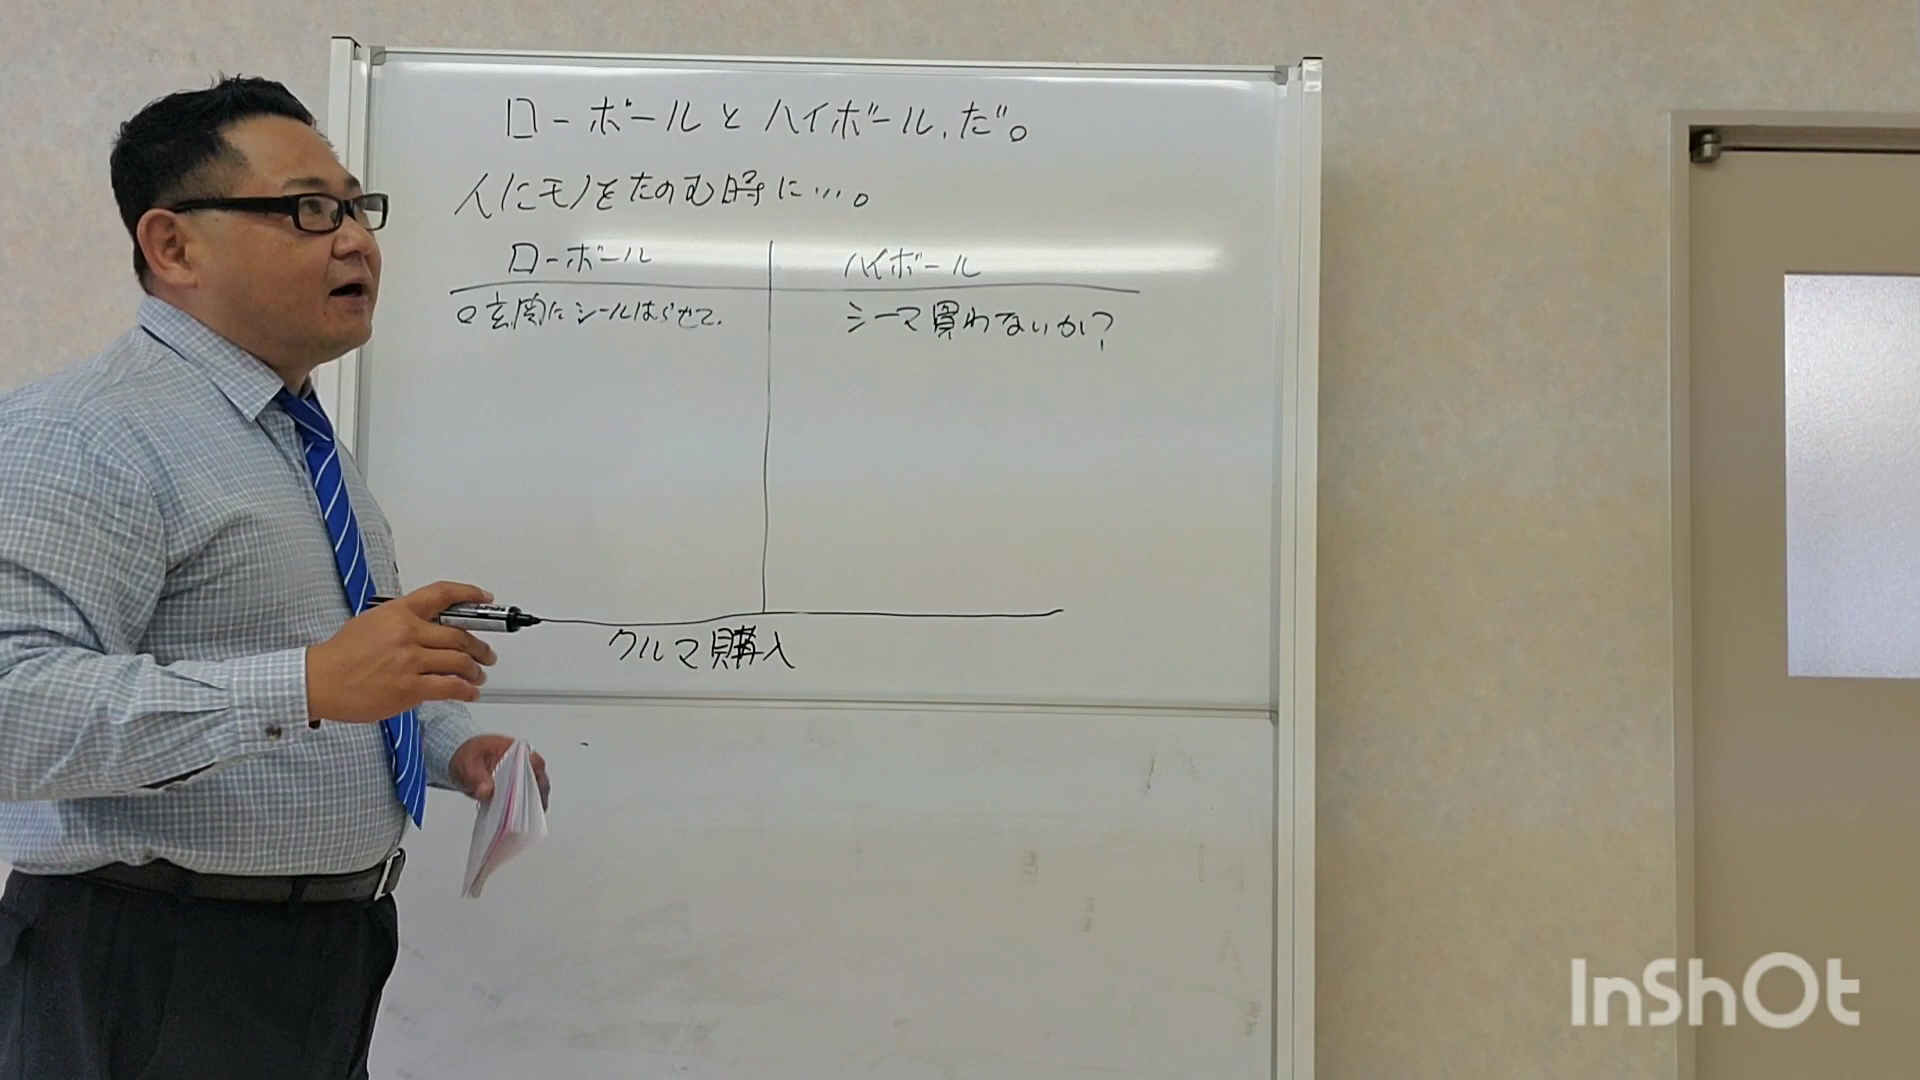 ローボールとハイボール、だ。
人にモノをたのむ時に…。
ローボール
ハイボール
○玄関にシールはらせて。
シーマ買わないか?
クルマ購入
InShOt